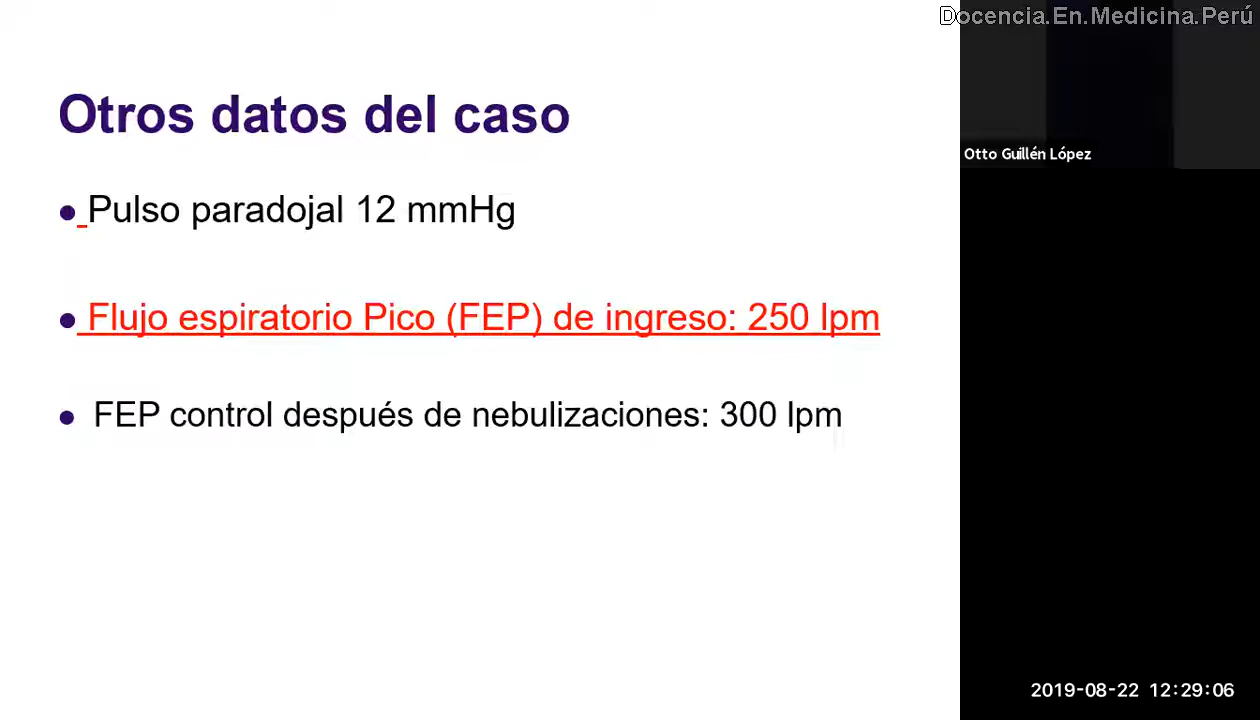 Docencia.En.Medicina.Perú
Otros datos del caso
Otto Guillén López
Pulso paradojal 12 mmHg
Flujo espiratorio Pico (FEP) de ingreso: 250 lpm
FEP control después de nebulizaciones: 300 lpm
2019-08-22 12:29:06